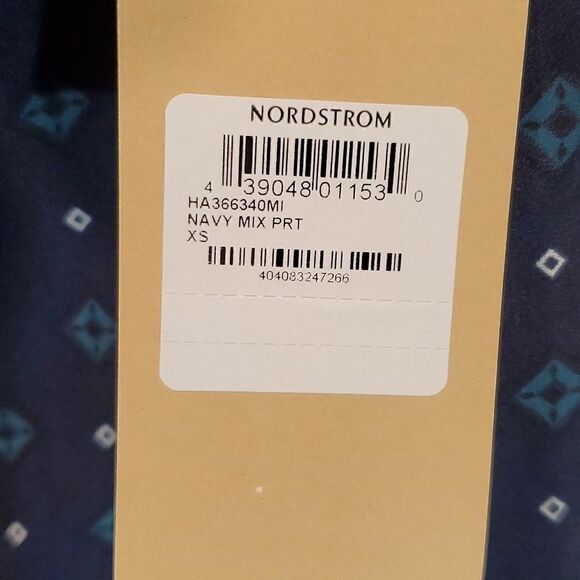 NORDSTROM
4 39048 01153 0
HA366340MI
NAVY MIX PRT
XS
404083247266